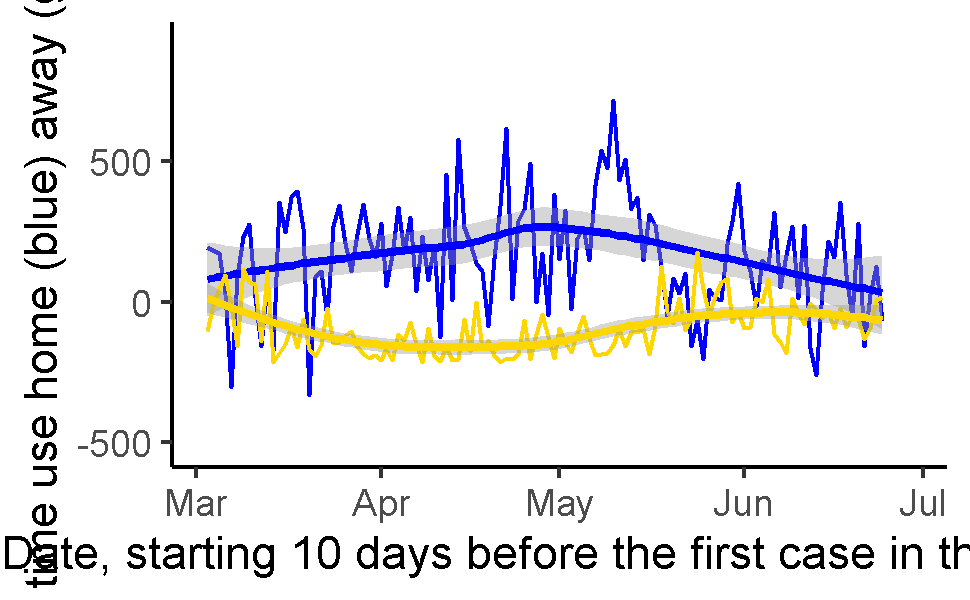 time use home (blue) away (
500
0
-500
Mar Apr May Jun Jul
Date, starting 10 days before the first case in th